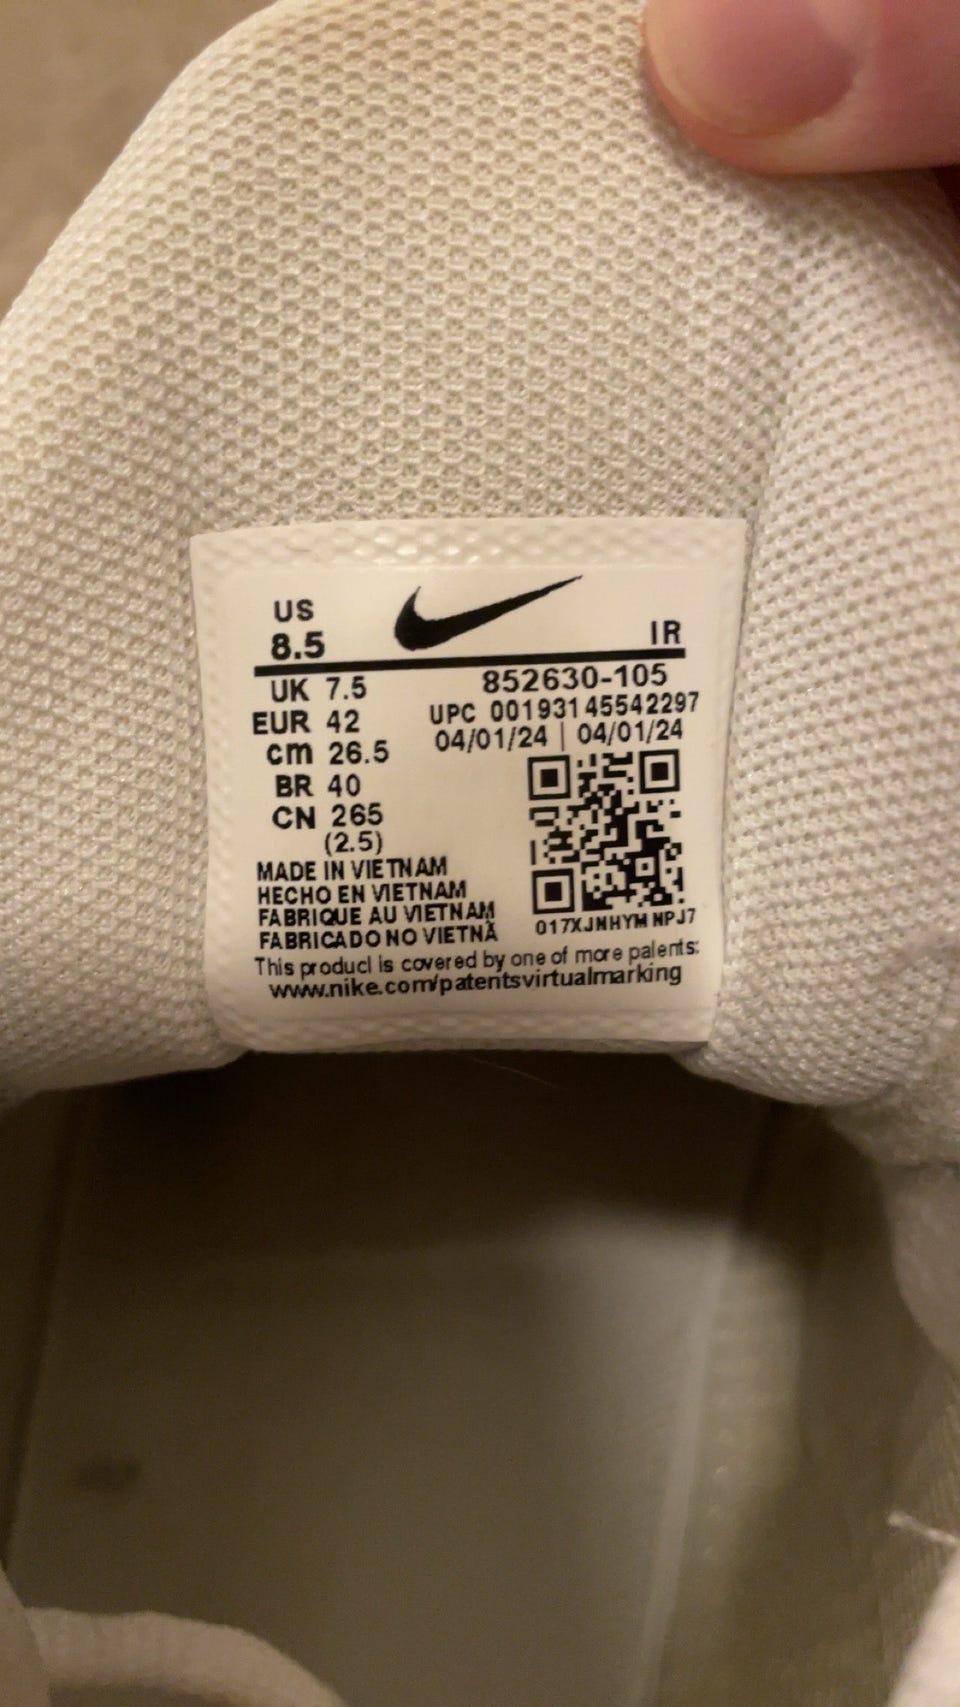 US
8.5
IR
UK 7.5
EUR 42
cm 26.5
BR 40
CN 265
(2.5)
852630-105
UPC 00193145542297
04/01/24 | 04/01/24
MADE IN VIETNAM
HECHO EN VIETNAM
FABRIQUE AU VIETNAM
FABRICADO NO VIETNÃ
017XJNHYMNPJ7
This product is covered by one of more patents:
www.nike.com/patentsvirtualmarking